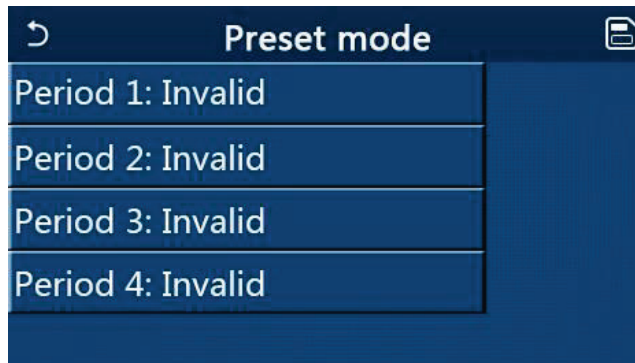 Preset mode
Period 1: Invalid
Period 2: Invalid
Period 3: Invalid
Period 4: Invalid